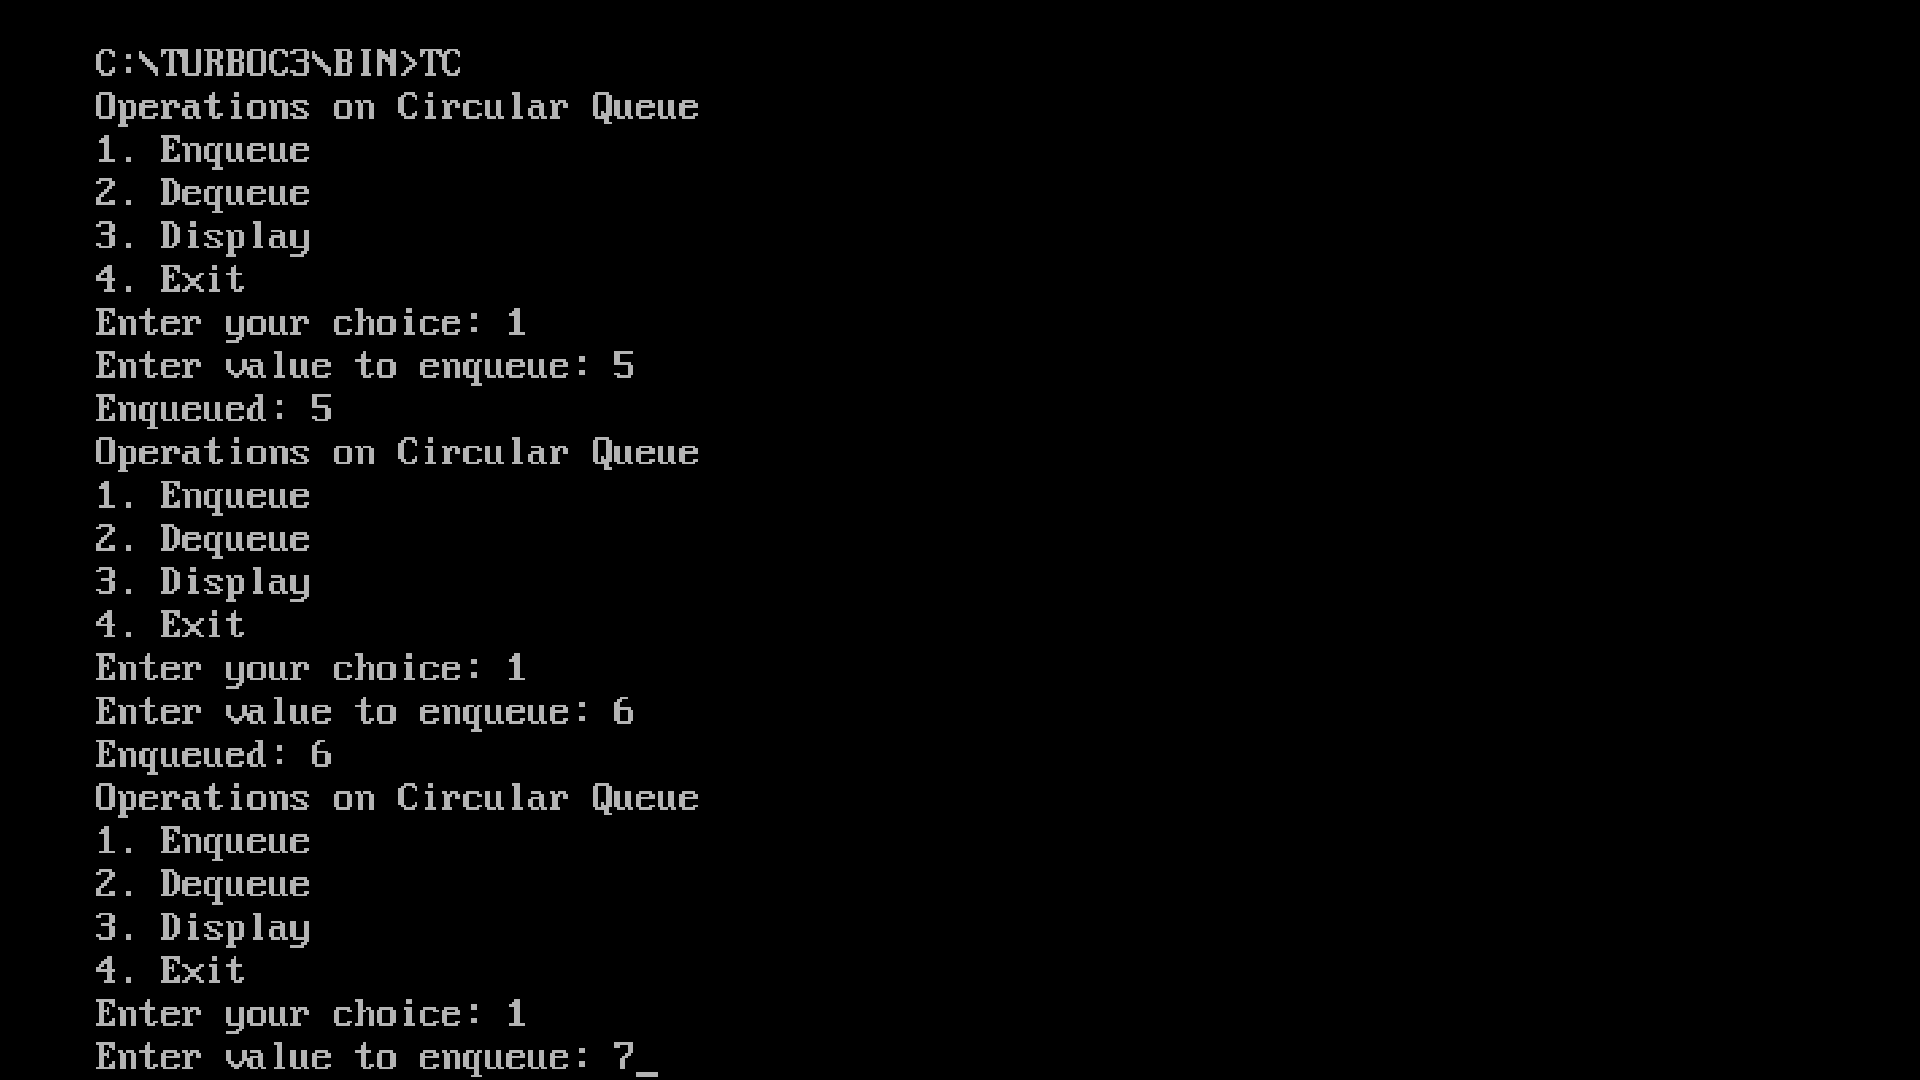 C:\TURBOC3\BIN>TC
Operations on Circular Queue
1. Enqueue
2. Dequeue
3. Display
4. Exit
Enter your choice: 1
Enter value to enqueue: 5
Enqueued: 5
Operations on Circular Queue
1. Enqueue
2. Dequeue
3. Display
4. Exit
Enter your choice: 1
Enter value to enqueue: 6
Enqueued: 6
Operations on Circular Queue
1. Enqueue
2. Dequeue
3. Display
4. Exit
Enter your choice: 1
Enter value to enqueue: 7_